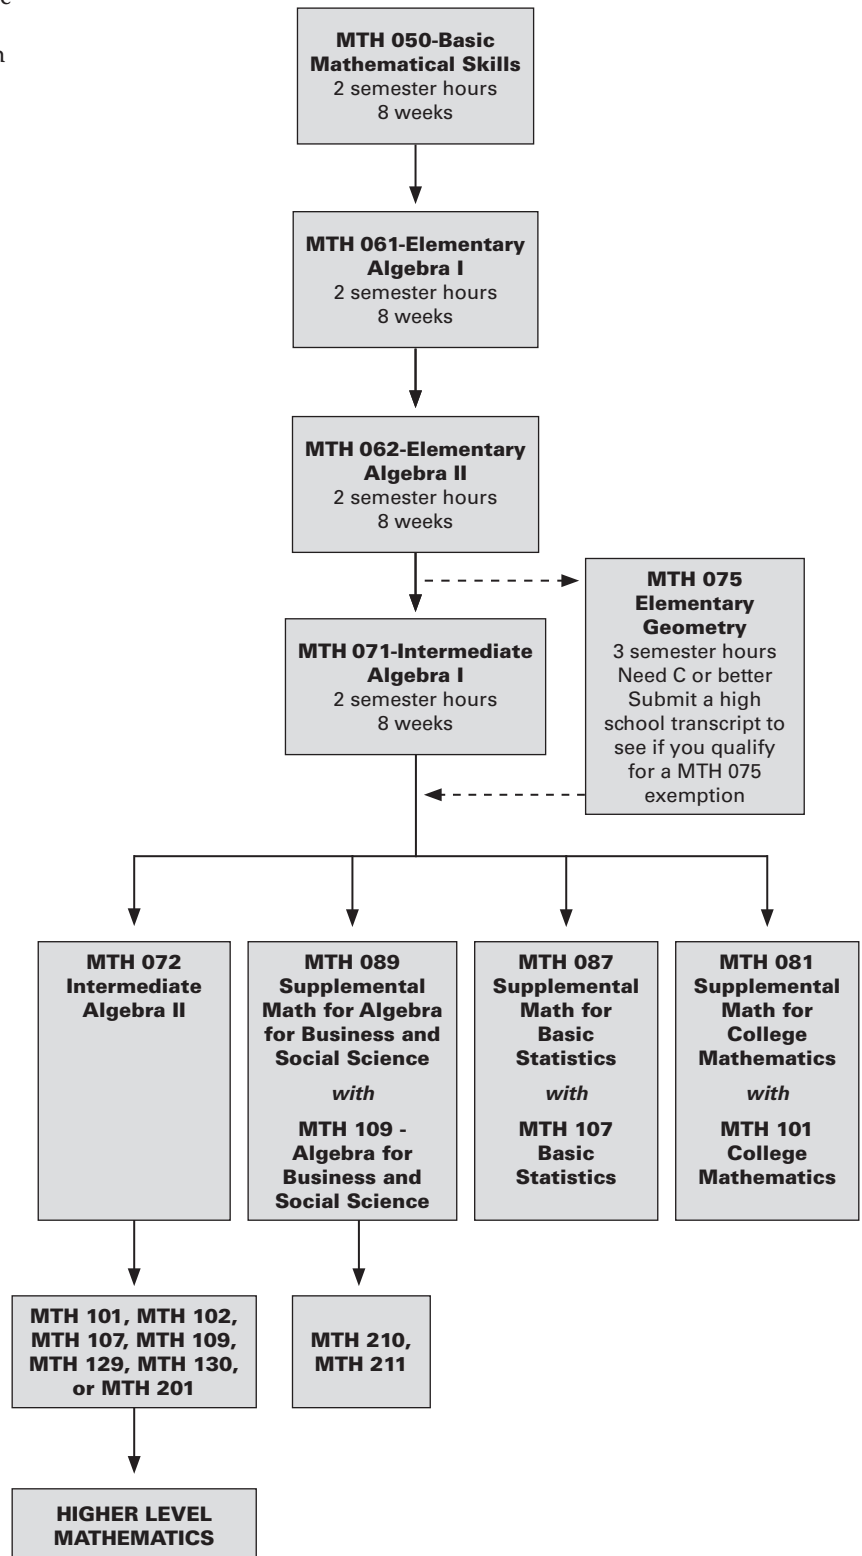 MTH 050-Basic
Mathematical Skills
2 semester hours
8 weeks
MTH 061-Elementary
Algebra I
2 semester hours
8 weeks
MTH 062-Elementary
Algebra II
2 semester hours
8 weeks
MTH 075
Elementary
Geometry
3 semester hours
Need C or better
Submit a high
school transcript to
see if you qualify
for a MTH 075
exemption
MTH 071-Intermediate
Algebra I
2 semester hours
8 weeks
MTH 072
Intermediate
Algebra II
MTH 089
Supplemental
Math for Algebra
for Business and
Social Science
with
MTH 109 -
Algebra for
Business and
Social Science
MTH 087
Supplemental
Math for
Basic
Statistics
with
MTH 107
Basic
Statistics
MTH 081
Supplemental
Math for
College
Mathematics
with
MTH 101
College
Mathematics
MTH 101, MTH 102,
MTH 107, MTH 109,
MTH 129, MTH 130,
or MTH 201
MTH 210,
MTH 211
HIGHER LEVEL
MATHEMATICS